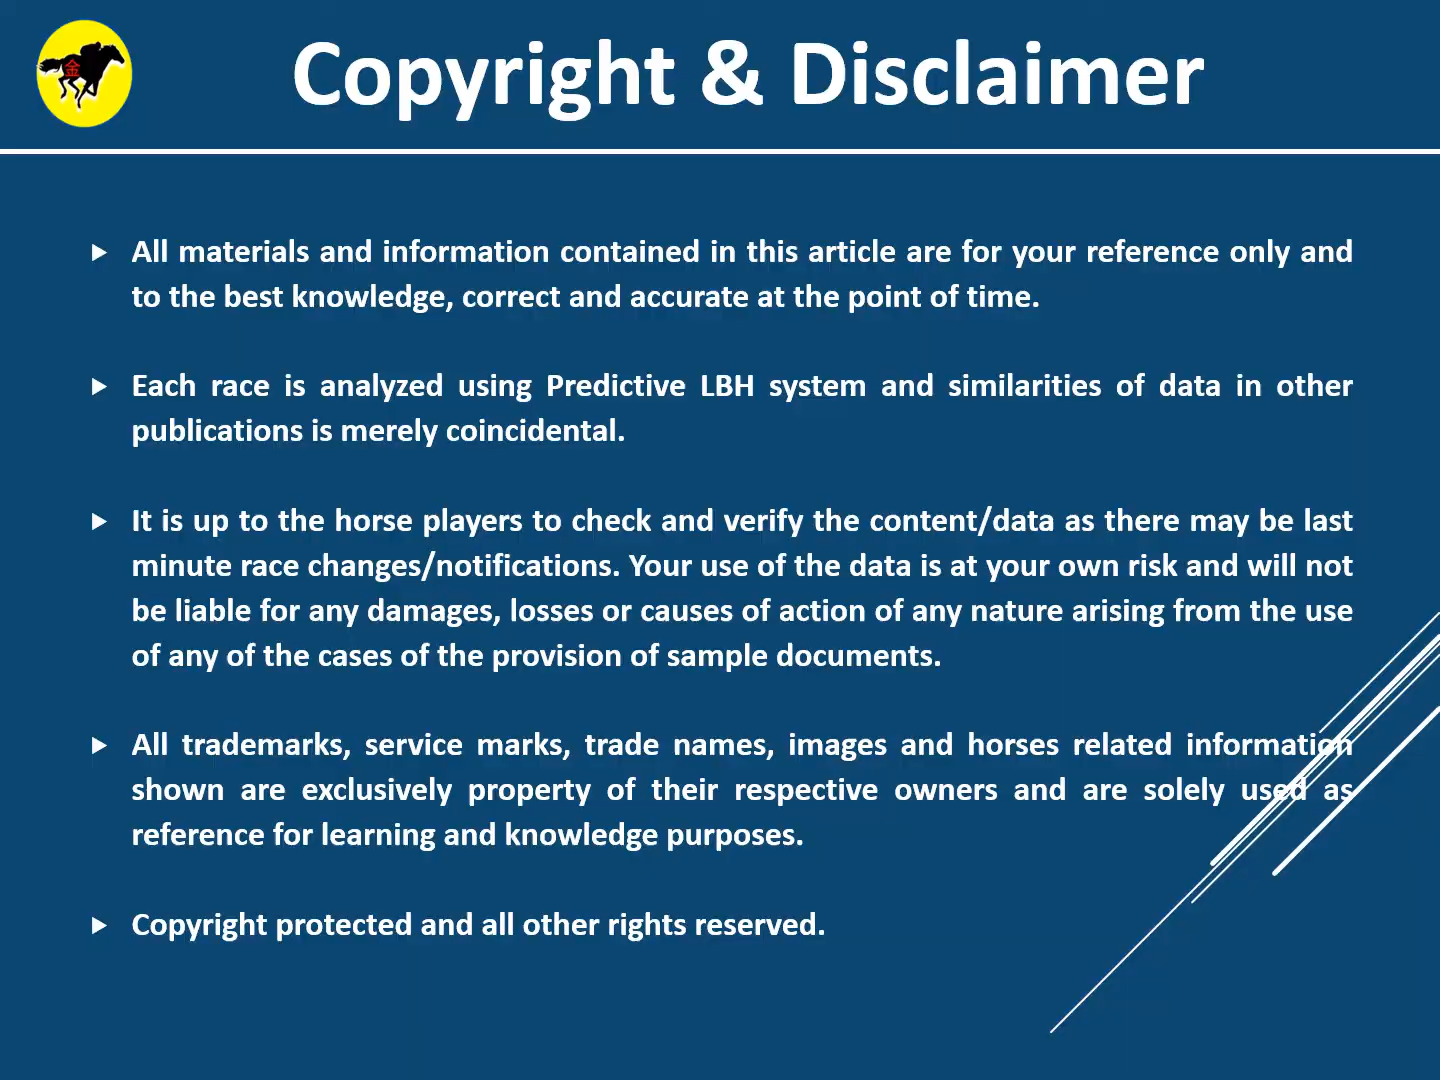 金
Copyright & Disclaimer
All materials and information contained in this article are for your reference only and
to the best knowledge, correct and accurate at the point of time.
Each race is analyzed using Predictive LBH system and similarities of data in other
publications is merely coincidental.
It is up to the horse players to check and verify the content/data as there may be last
minute race changes/notifications. Your use of the data is at your own risk and will not
be liable for any damages, losses or causes of action of any nature arising from the use
of any of the cases of the provision of sample documents.
All trademarks, service marks, trade names, images and horses related information
shown are exclusively property of their respective owners and are solely used as
reference for learning and knowledge purposes.
Copyright protected and all other rights reserved.